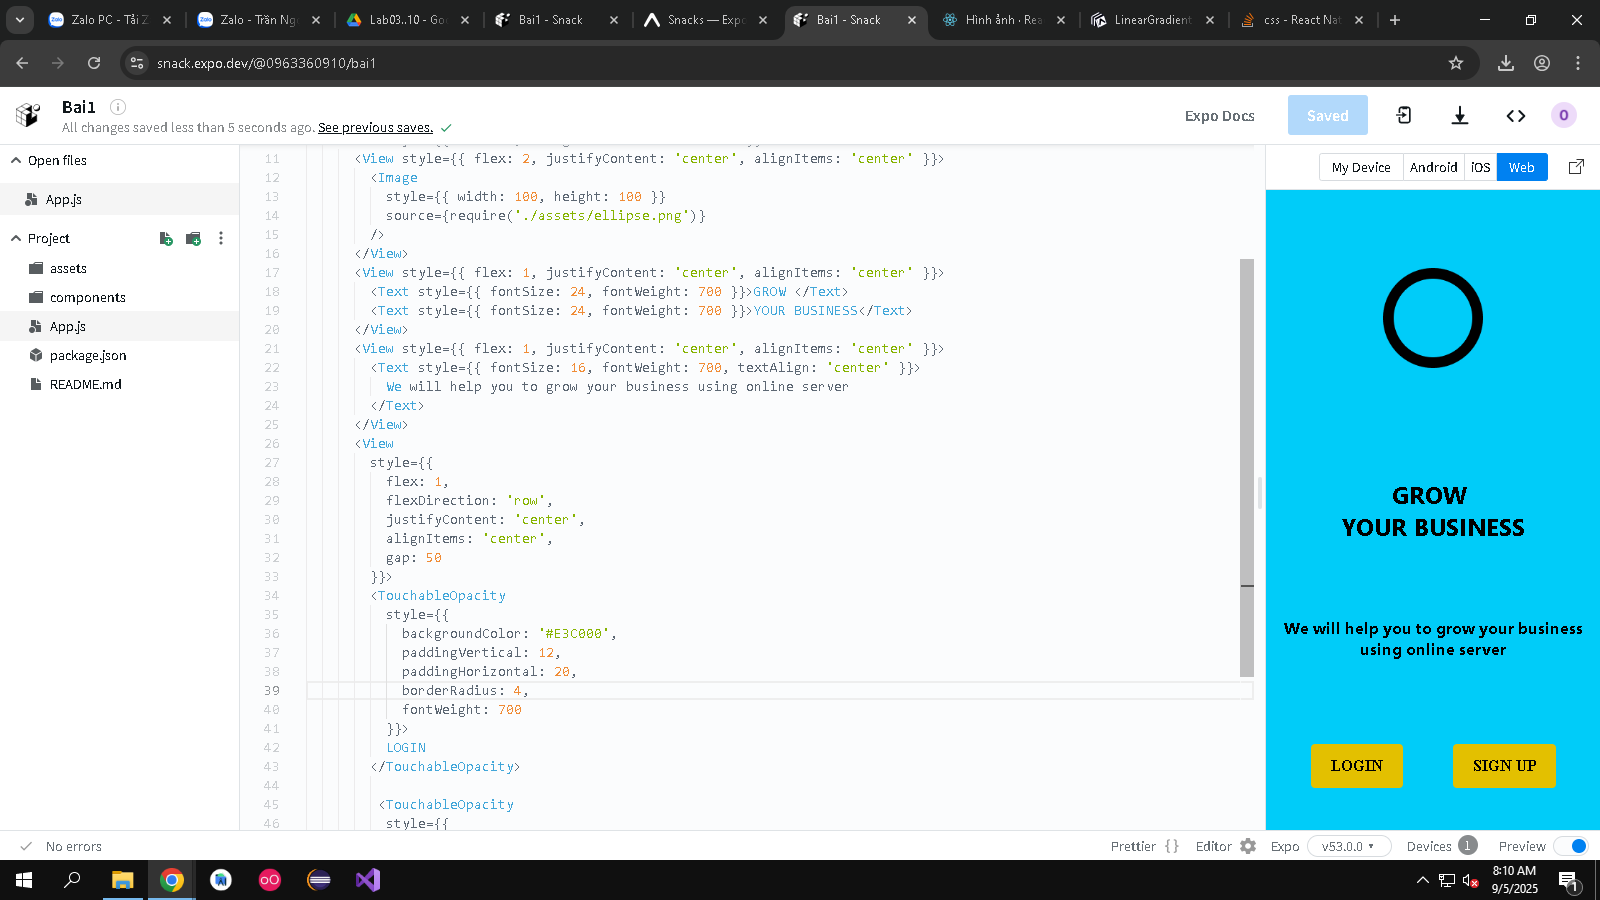 Zalo PC - Tải Z
Zalo - Trần Ng
Lab03..10 - Go
Bai1 - Snack
Snacks — Expo
Bai1 - Snack
Hình ảnh · Rea
LinearGradient
css - React Nat
snack.expo.dev/@0963360910/bai1
Bai1
All changes saved less than 5 seconds ago. See previous saves.
Expo Docs
Saved
O
Open files
App.js
Project
assets
components
App.js
package.json
README.md
11 <View style={{ flex: 2, justifyContent: 'center', alignItems: 'center' }}>
12 <Image
13 style={{ width: 100, height: 100 }}
14 source={require('./assets/ellipse.png')}
15 />
16 </View>
17 <View style={{ flex: 1, justifyContent: 'center', alignItems: 'center' }}>
18 <Text style={{ fontSize: 24, fontWeight: 700 }}>GROW </Text>
19 <Text style={{ fontSize: 24, fontWeight: 700 }}>YOUR BUSINESS</Text>
20 </View>
21 <View style={{ flex: 1, justifyContent: 'center', alignItems: 'center' }}>
22 <Text style={{ fontSize: 16, fontWeight: 700, textAlign: 'center' }}>
23 We will help you to grow your business using online server
24 </Text>
25 </View>
26 <View
27 style={{
28 flex: 1,
29 flexDirection: 'row',
30 justifyContent: 'center',
31 alignItems: 'center',
32 gap: 50
33 }}>
34 <TouchableOpacity
35 style={{
36 backgroundColor: '#E3C000',
37 paddingVertical: 12,
38 paddingHorizontal: 20,
39 borderRadius: 4,
40 fontWeight: 700
41 }}>
42 LOGIN
43 </TouchableOpacity>
44
45 <TouchableOpacity
46 style={{
My Device
Android
iOS
Web
GROW
YOUR BUSINESS
We will help you to grow your business
using online server
LOGIN
SIGN UP
No errors
Prettier { }
Editor
Expo
v53.0.0
Devices 1
Preview
8:10 AM
9/5/2025
1